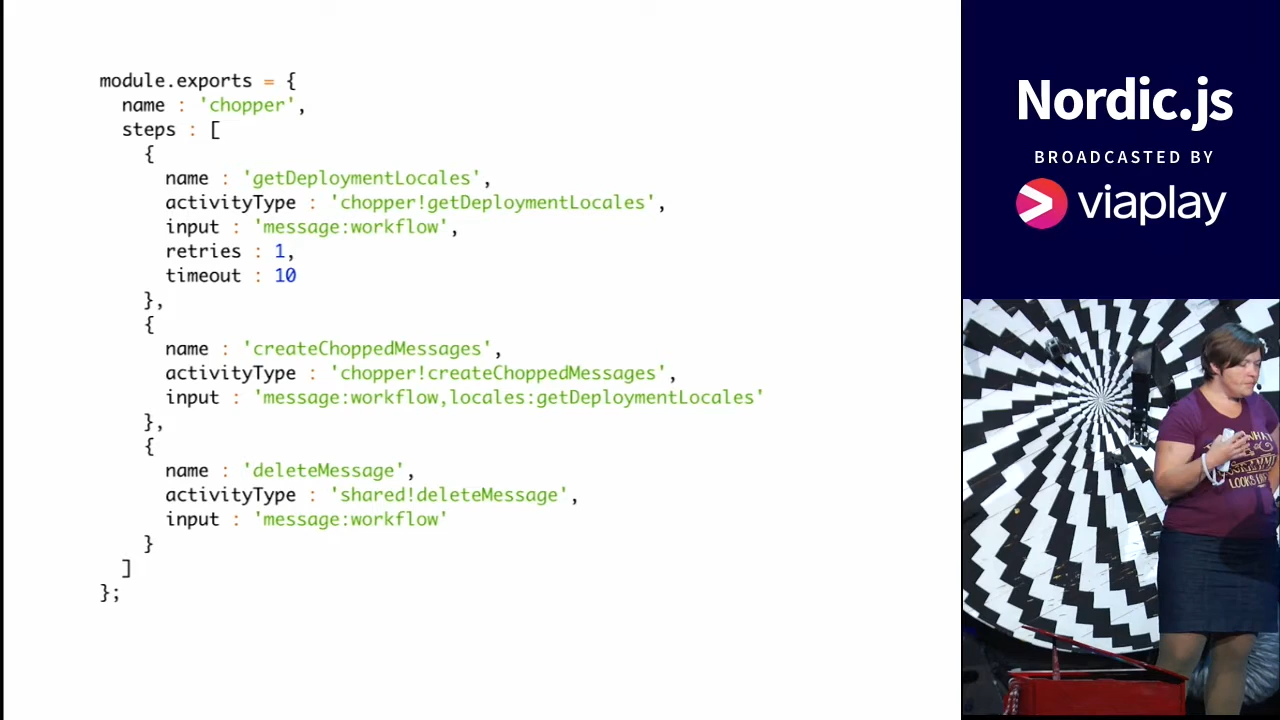 module.exports = {
  name : 'chopper',
  steps : [
    {
      name : 'getDeploymentLocales',
      activityType : 'chopper!getDeploymentLocales',
      input : 'message:workflow',
      retries : 1,
      timeout : 10
    },
    {
      name : 'createChoppedMessages',
      activityType : 'chopper!createChoppedMessages',
      input : 'message:workflow,locales:getDeploymentLocales'
    },
    {
      name : 'deleteMessage',
      activityType : 'shared!deleteMessage',
      input : 'message:workflow'
    }
  ]
};
Nordic.js
BROADCASTED BY
viaplay
LOOKS